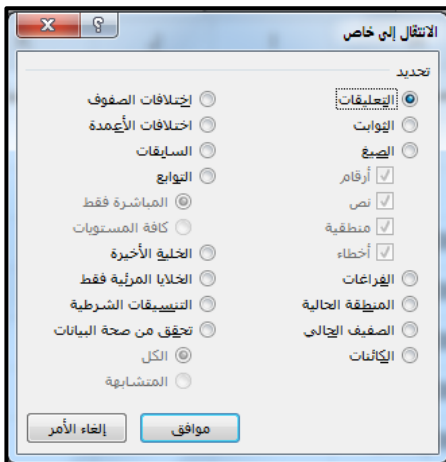 الانتقال إلى خاص
تحديد
التعليقات
الثوابت
الصيغ
أرقام
نص
منطقية
أخطاء
الفراغات
المنطقة الحالية
الصفيف الحالي
الكائنات
إختلافات الصفوف
اختلافات الأعمدة
السابقات
التوابع
المباشرة فقط
كافة المستويات
الخلية الأخيرة
الخلايا المرئية فقط
التنسيقات الشرطية
تحقق من صحة البيانات
الكل
المتشابهة
موافق
إلغاء الأمر